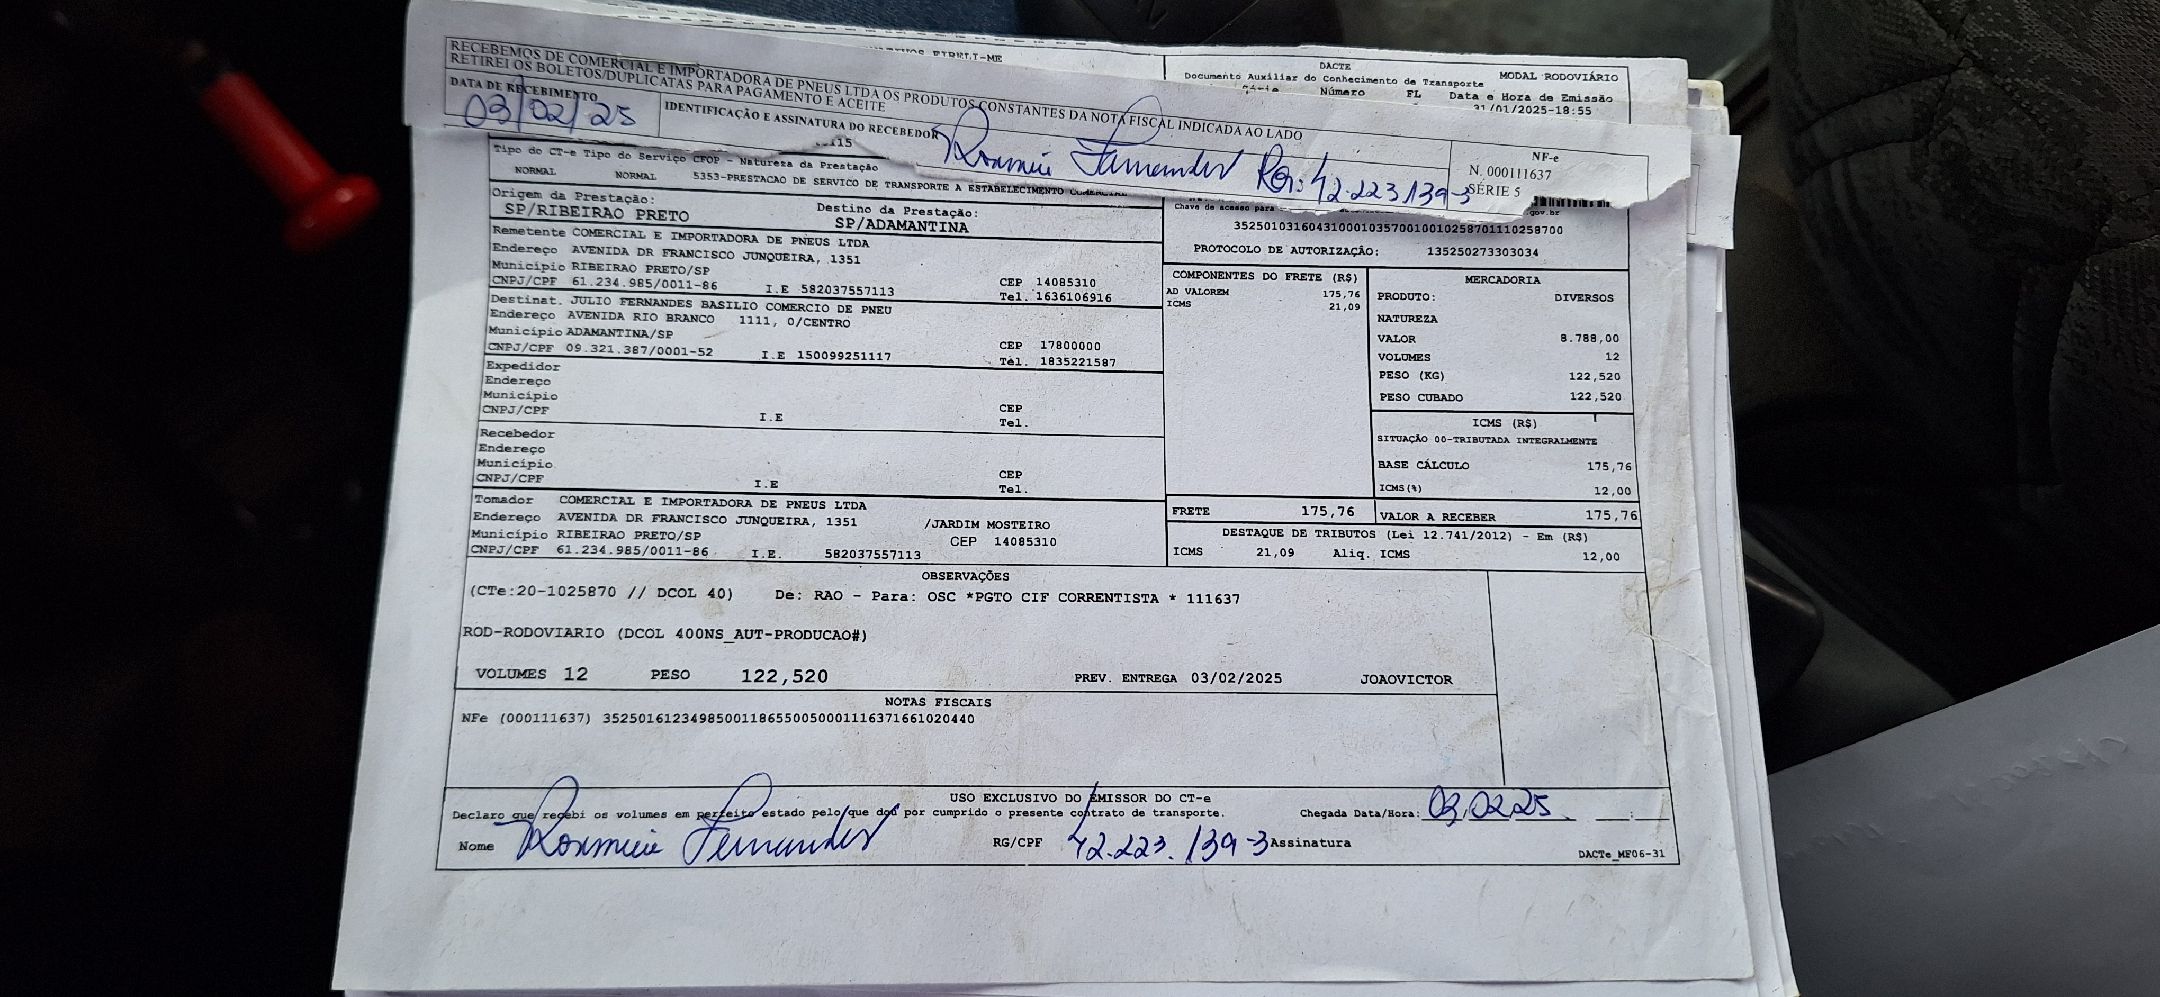 RECEBEMOS DE COMERCIAL E IMPORTADORA DE PNEUS LTDA OS PRODUTOS CONSTANTES DA NOTA FISCAL INDICADA AO LADO
RETIREI OS BOLETOS/DUPLICATAS PARA PAGAMENTO E ACEITE
DATA DE RECEBIMENTO
03/02/25
IDENTIFICAÇÃO E ASSINATURA DO RECEBEDOR
Fernandes RG: 42.223.139-3
NF-e
N. 000111637
SÉRIE 5
DACTE
Documento Auxiliar do Conhecimento de Transporte
MODAL RODOVIÁRIO
Número FL Data e Hora de Emissão
31/01/2025-18:55
Tipo do CT-e Tipo do Serviço CFOP - Natureza da Prestação
NORMAL NORMAL 5353-PRESTACAO DE SERVICO DE TRANSPORTE A ESTABELECIMENTO COMERCIAL
Origem da Prestação:
SP/RIBEIRAO PRETO
Destino da Prestação:
SP/ADAMANTINA
Remetente COMERCIAL E IMPORTADORA DE PNEUS LTDA
Endereço AVENIDA DR FRANCISCO JUNQUEIRA, 1351
Município RIBEIRAO PRETO/SP CEP 14085310
CNPJ/CPF 61.234.985/0011-86 I.E 582037557113 Tel. 1636106916
Destinat. JULIO FERNANDES BASILIO COMERCIO DE PNEU
Endereço AVENIDA RIO BRANCO 1111, 0/CENTRO
Município ADAMANTINA/SP CEP 17800000
CNPJ/CPF 09.321.387/0001-52 I.E 150099251117 Tel. 1835221587
Expedidor
Endereço
Município CEP
CNPJ/CPF I.E Tel.
Recebedor
Endereço
Município CEP
CNPJ/CPF I.E Tel.
Tomador COMERCIAL E IMPORTADORA DE PNEUS LTDA
Endereço AVENIDA DR FRANCISCO JUNQUEIRA, 1351 /JARDIM MOSTEIRO
Município RIBEIRAO PRETO/SP CEP 14085310
CNPJ/CPF 61.234.985/0011-86 I.E. 582037557113
Chave de acesso para
.gov.br
35250103160431000103570010010258701110258700
PROTOCOLO DE AUTORIZAÇÃO: 135250273303034
COMPONENTES DO FRETE (R$)
AD VALOREM 175,76
ICMS 21,09
MERCADORIA
PRODUTO: DIVERSOS
NATUREZA
VALOR 8.788,00
VOLUMES 12
PESO (KG) 122,520
PESO CUBADO 122,520
ICMS (R$)
SITUAÇÃO 00-TRIBUTADA INTEGRALMENTE
BASE CÁLCULO 175,76
ICMS(%) 12,00
FRETE 175,76
VALOR A RECEBER 175,76
DESTAQUE DE TRIBUTOS (Lei 12.741/2012) - Em (R$)
ICMS 21,09 Aliq. ICMS 12,00
OBSERVAÇÕES
(CTe:20-1025870 // DCOL 40) De: RAO - Para: OSC *PGTO CIF CORRENTISTA * 111637
ROD-RODOVIARIO (DCOL 400NS_AUT-PRODUCAO#)
VOLUMES 12 PESO 122,520 PREV. ENTREGA 03/02/2025 JOAOVICTOR
NOTAS FISCAIS
NFe (000111637) 35250161234985001186550050001116371661020440
USO EXCLUSIVO DO EMISSOR DO CT-e
Declaro que recebi os volumes em perfeito estado pelo que dou por cumprido o presente contrato de transporte. Chegada Data/Hora: 03.02.25 __:__
Nome Fernandes RG/CPF 42.223.139-3 Assinatura
DACTe_MF06-31